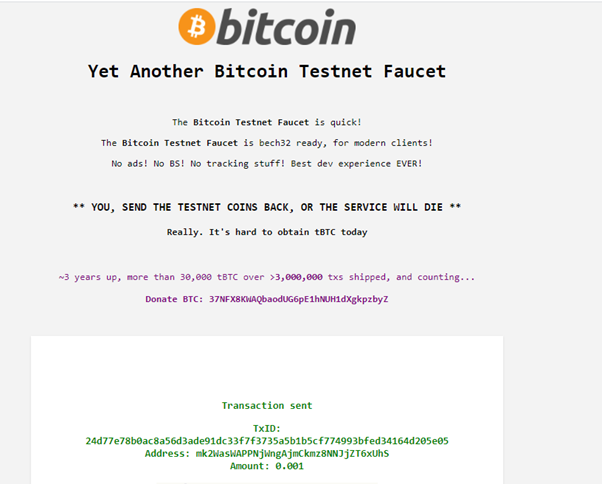 bitcoin
Yet Another Bitcoin Testnet Faucet
The Bitcoin Testnet Faucet is quick!
The Bitcoin Testnet Faucet is bech32 ready, for modern clients!
No ads! No BS! No tracking stuff! Best dev experience EVER!
** YOU, SEND THE TESTNET COINS BACK, OR THE SERVICE WILL DIE **
Really. It's hard to obtain tBTC today
~3 years up, more than 30,000 tBTC over >3,000,000 txs shipped, and counting...
Donate BTC: 37NFX8KWAQbaodUG6pE1hNUH1dXgkpzbyZ
Transaction sent
TxID:
24d77e78b0ac8a56d3ade91dc33f7f3735a5b1b5cf774993bfed34164d205e05
Address: mk2WasWAPPNjWngAjmCkmz8NNJjZT6xUhS
Amount: 0.001